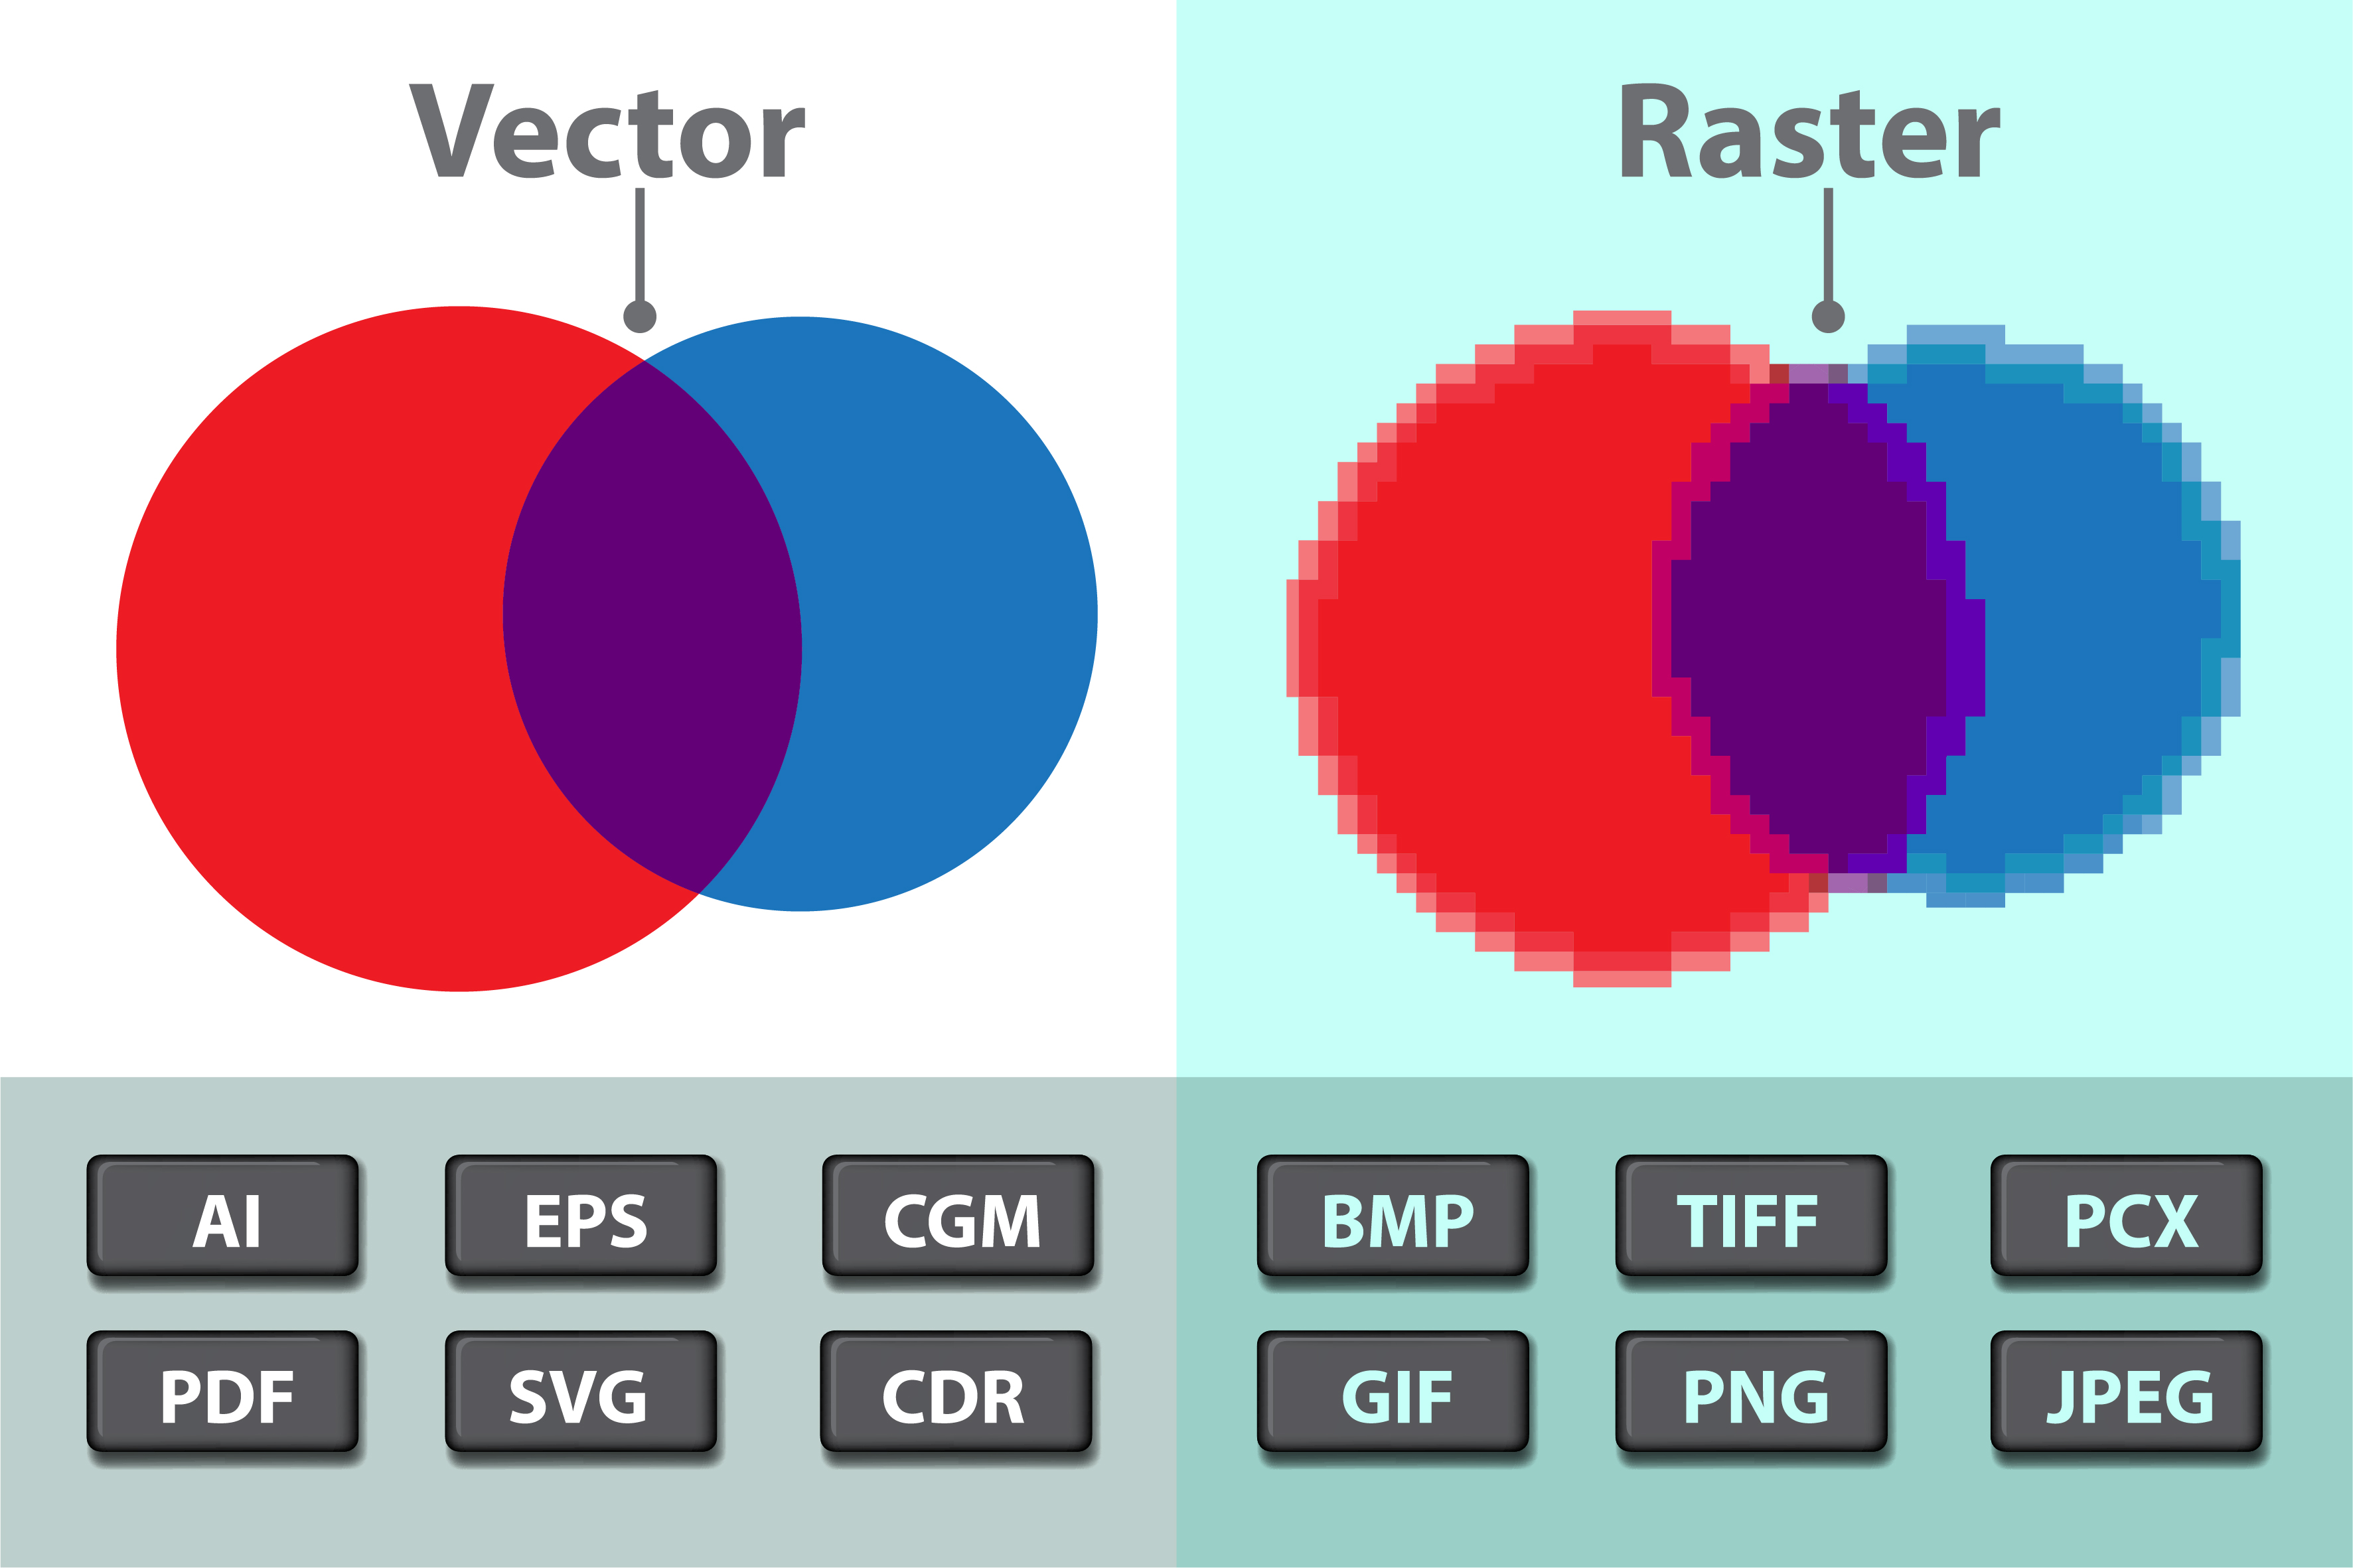 Vector
Raster
AI
EPS
CGM
PDF
SVG
CDR
BMP
TIFF
PCX
GIF
PNG
JPEG